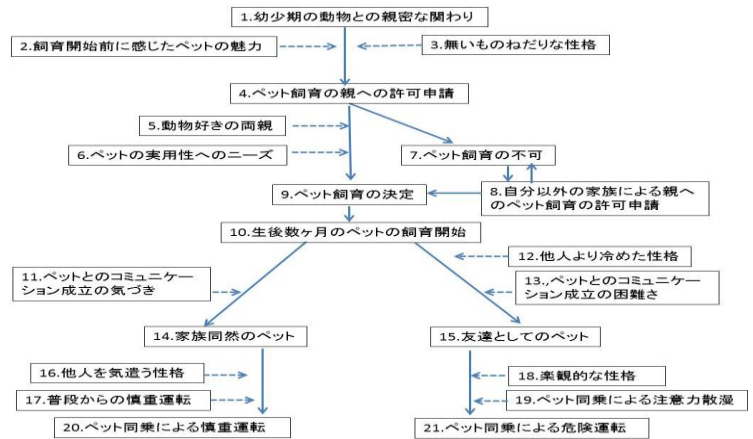 1.幼少期の動物との親密な関わり
2.飼育開始前に感じたペットの魅力
3.無いものねだりな性格
4.ペット飼育の親への許可申請
5.動物好きの両親
6.ペットの実用性へのニーズ
7.ペット飼育の不可
8.自分以外の家族による親へ
のペット飼育の許可申請
9.ペット飼育の決定
10.生後数ヶ月のペットの飼育開始
11.ペットとのコミュニケー
ション成立の気づき
12.他人より冷めた性格
13.,ペットとのコミュニケー
ション成立の困難さ
14.家族同然のペット
15.友達としてのペット
16.他人を気遣う性格
17.普段からの慎重運転
18.楽観的な性格
19.ペット同乗による注意力散漫
20.ペット同乗による慎重運転
21.ペット同乗による危険運転